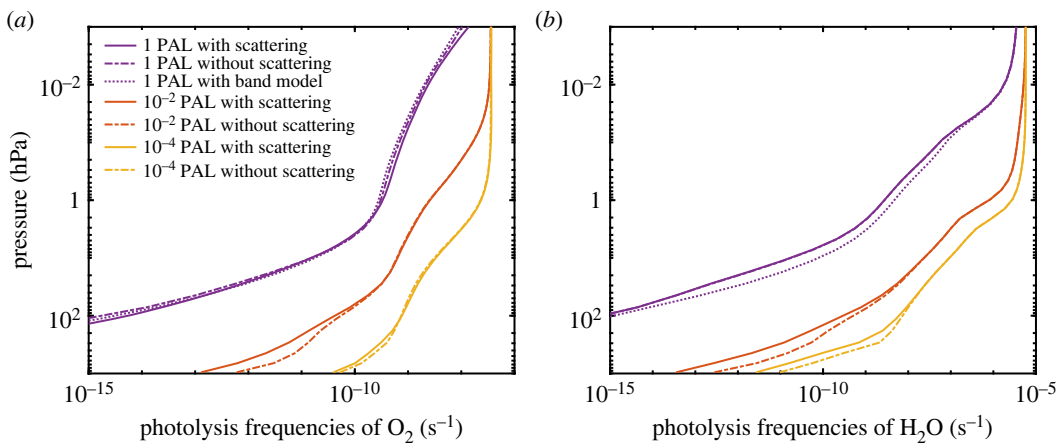 (a)
(b)
1 PAL with scattering
1 PAL without scattering
1 PAL with band model
10⁻² PAL with scattering
10⁻² PAL without scattering
10⁻⁴ PAL with scattering
10⁻⁴ PAL without scattering
pressure (hPa)
10⁻²
1
10²
10⁻¹⁵
10⁻¹⁰
photolysis frequencies of O₂ (s⁻¹)
10⁻²
1
10²
10⁻¹⁵
10⁻¹⁰
10⁻⁵
photolysis frequencies of H₂O (s⁻¹)